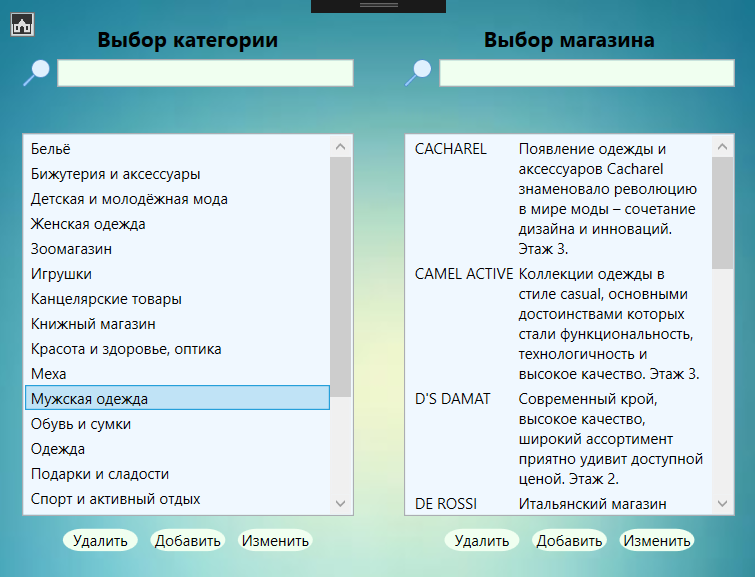 Выбор категории
Бельё
Бижутерия и аксессуары
Детская и молодёжная мода
Женская одежда
Зоомагазин
Игрушки
Канцелярские товары
Книжный магазин
Красота и здоровье, оптика
Меха
Мужская одежда
Обувь и сумки
Одежда
Подарки и сладости
Спорт и активный отдых
Удалить Добавить Изменить
Выбор магазина
CACHAREL Появление одежды и
аксессуаров Cacharel
знаменовало революцию
в мире моды – сочетание
дизайна и инноваций.
Этаж 3.
CAMEL ACTIVE Коллекции одежды в
стиле casual, основными
достоинствами которых
стали функциональность,
технологичность и
высокое качество. Этаж 3.
D'S DAMAT Современный крой,
высокое качество,
широкий ассортимент
приятно удивит доступной
ценой. Этаж 2.
DE ROSSI Итальянский магазин
Удалить Добавить Изменить